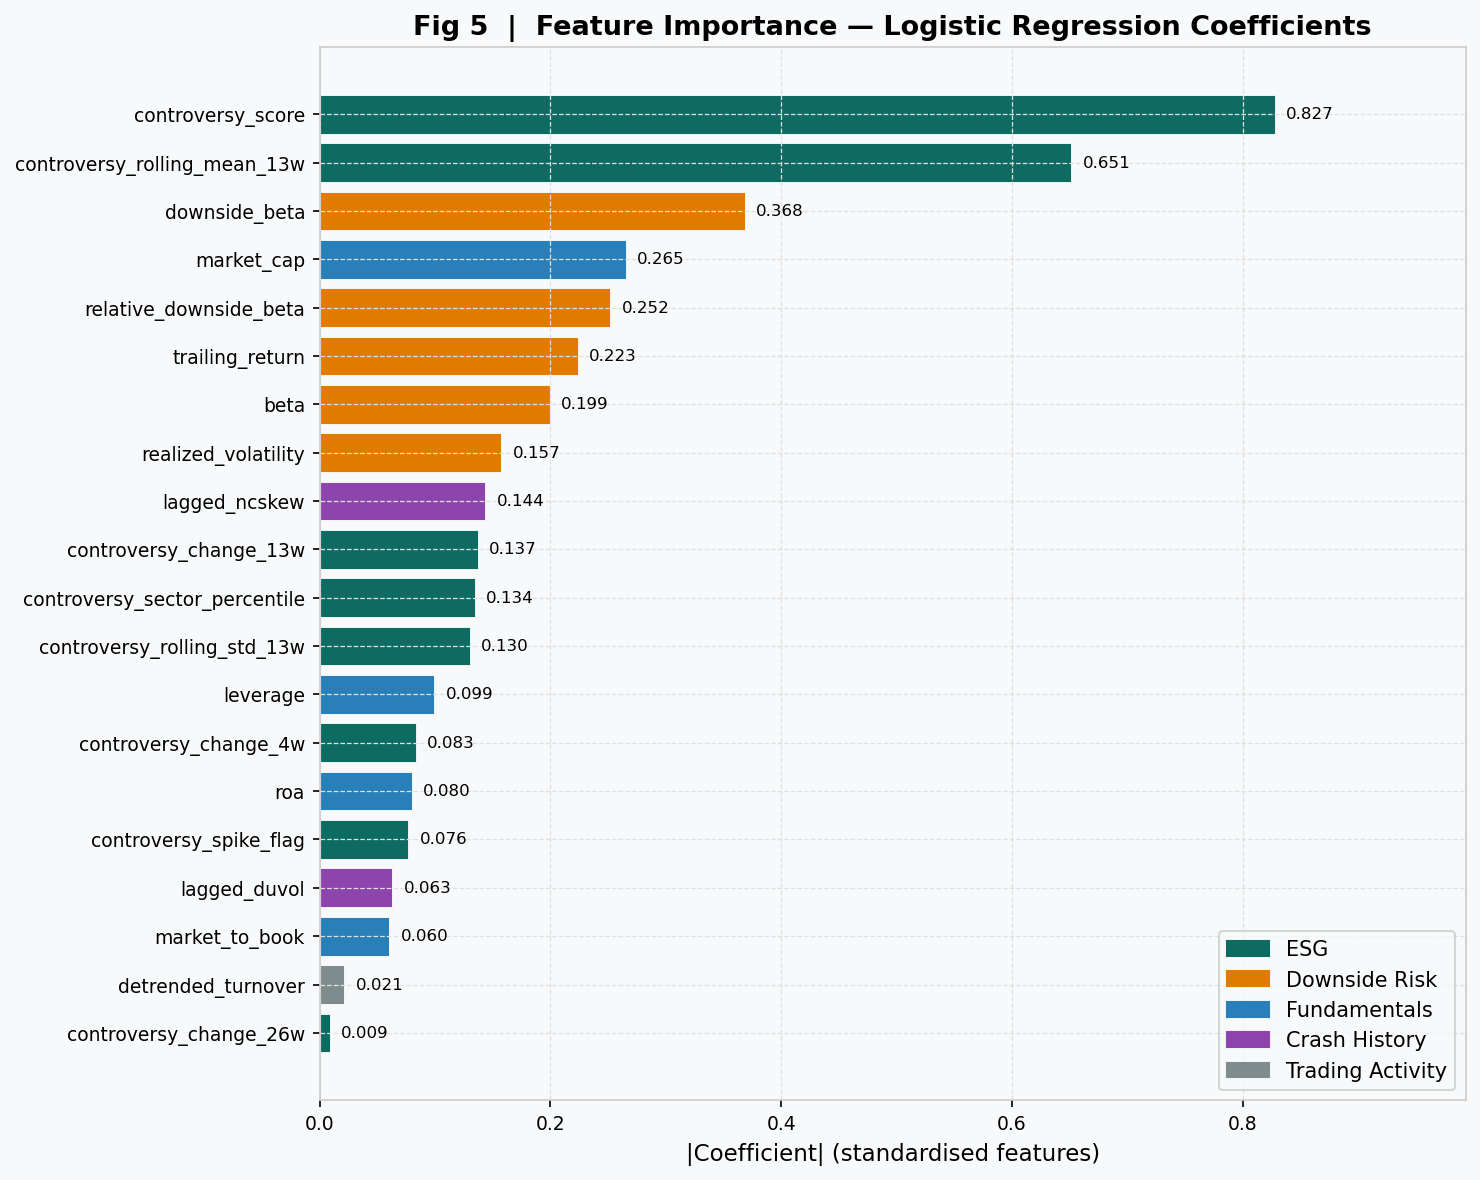 Fig 5 | Feature Importance — Logistic Regression Coefficients
controversy_score 0.827
controversy_rolling_mean_13w 0.651
downside_beta 0.368
market_cap 0.265
relative_downside_beta 0.252
trailing_return 0.223
beta 0.199
realized_volatility 0.157
lagged_ncskew 0.144
controversy_change_13w 0.137
controversy_sector_percentile 0.134
controversy_rolling_std_13w 0.130
leverage 0.099
controversy_change_4w 0.083
roa 0.080
controversy_spike_flag 0.076
lagged_duvol 0.063
market_to_book 0.060
detrended_turnover 0.021
controversy_change_26w 0.009
ESG
Downside Risk
Fundamentals
Crash History
Trading Activity
0.0 0.2 0.4 0.6 0.8
|Coefficient| (standardised features)